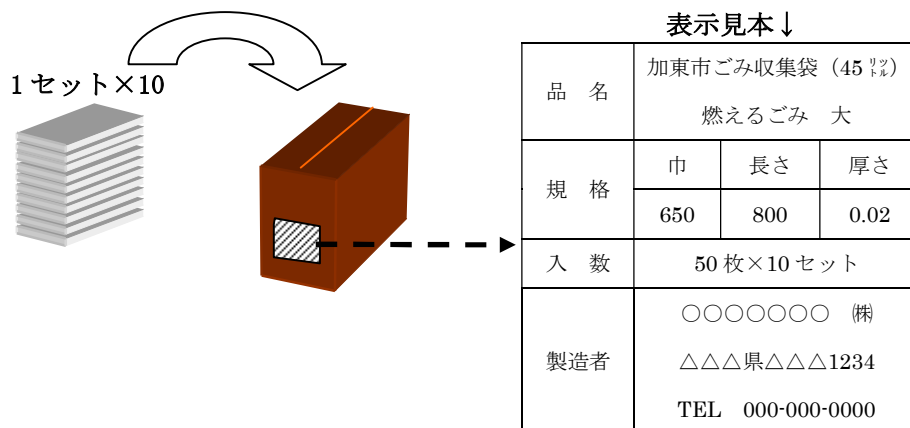 表示見本↓
1セット×10
品 名
加東市ごみ収集袋（45㍑）
燃えるごみ 大
規 格
巾 長さ 厚さ
650 800 0.02
入 数
50枚×10セット
製造者
○○○○○○○ ㈱
△△△県△△△1234
TEL 000-000-0000